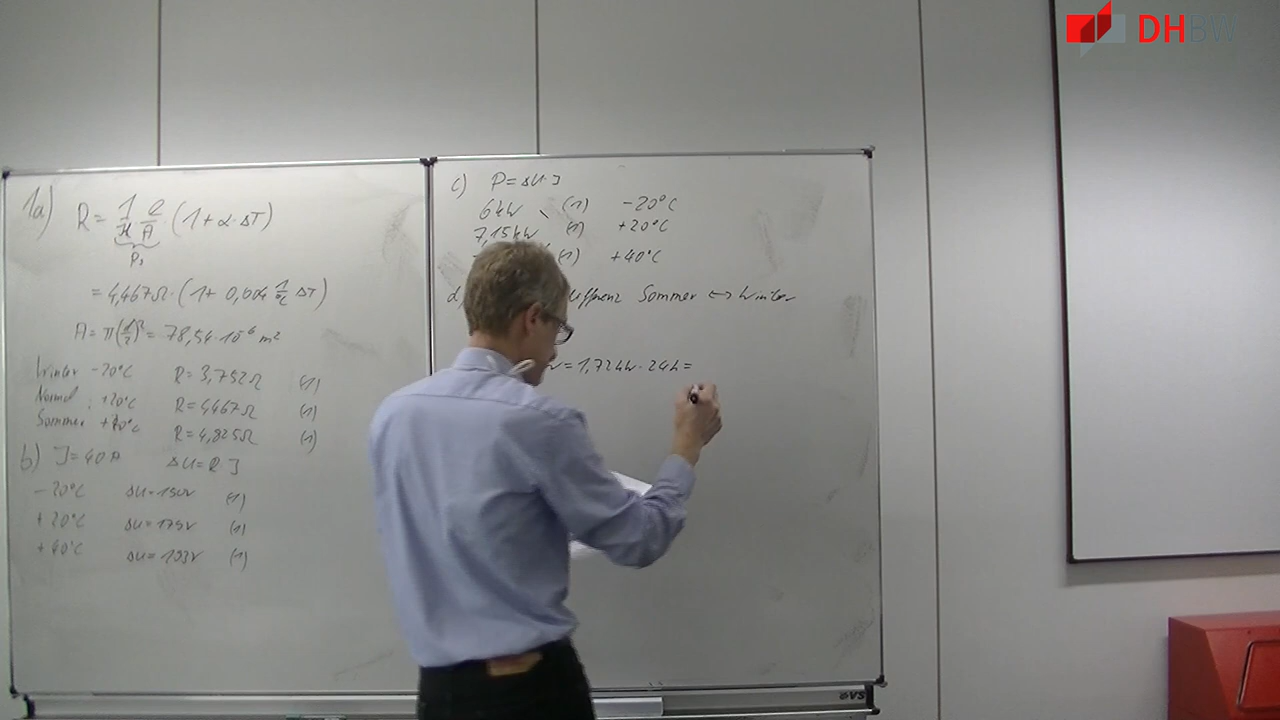 DHBW
1a) R = 1/κ l/A · (1 + α · ΔT)
= 4,467Ω · (1 + 0,004 1/°C ΔT)
A = π(1/2)² = 78,54 · 10⁻⁶ m²
Winter -20°C R = 3,752Ω (1)
Normal : +20°C R = 4,467Ω (1)
Sommer +40°C R = 4,825Ω (1)
b) I = 40A ΔU = R I
-20°C ΔU = 150V (1)
+20°C ΔU = 179V (1)
+40°C ΔU = 193V (1)
c) P = ΔU · I
6kW (1) -20°C
7,15kW (1) +20°C
(1) +40°C
d) Sommer ↔ Winter
= 1,72kW · 24h =
eVS